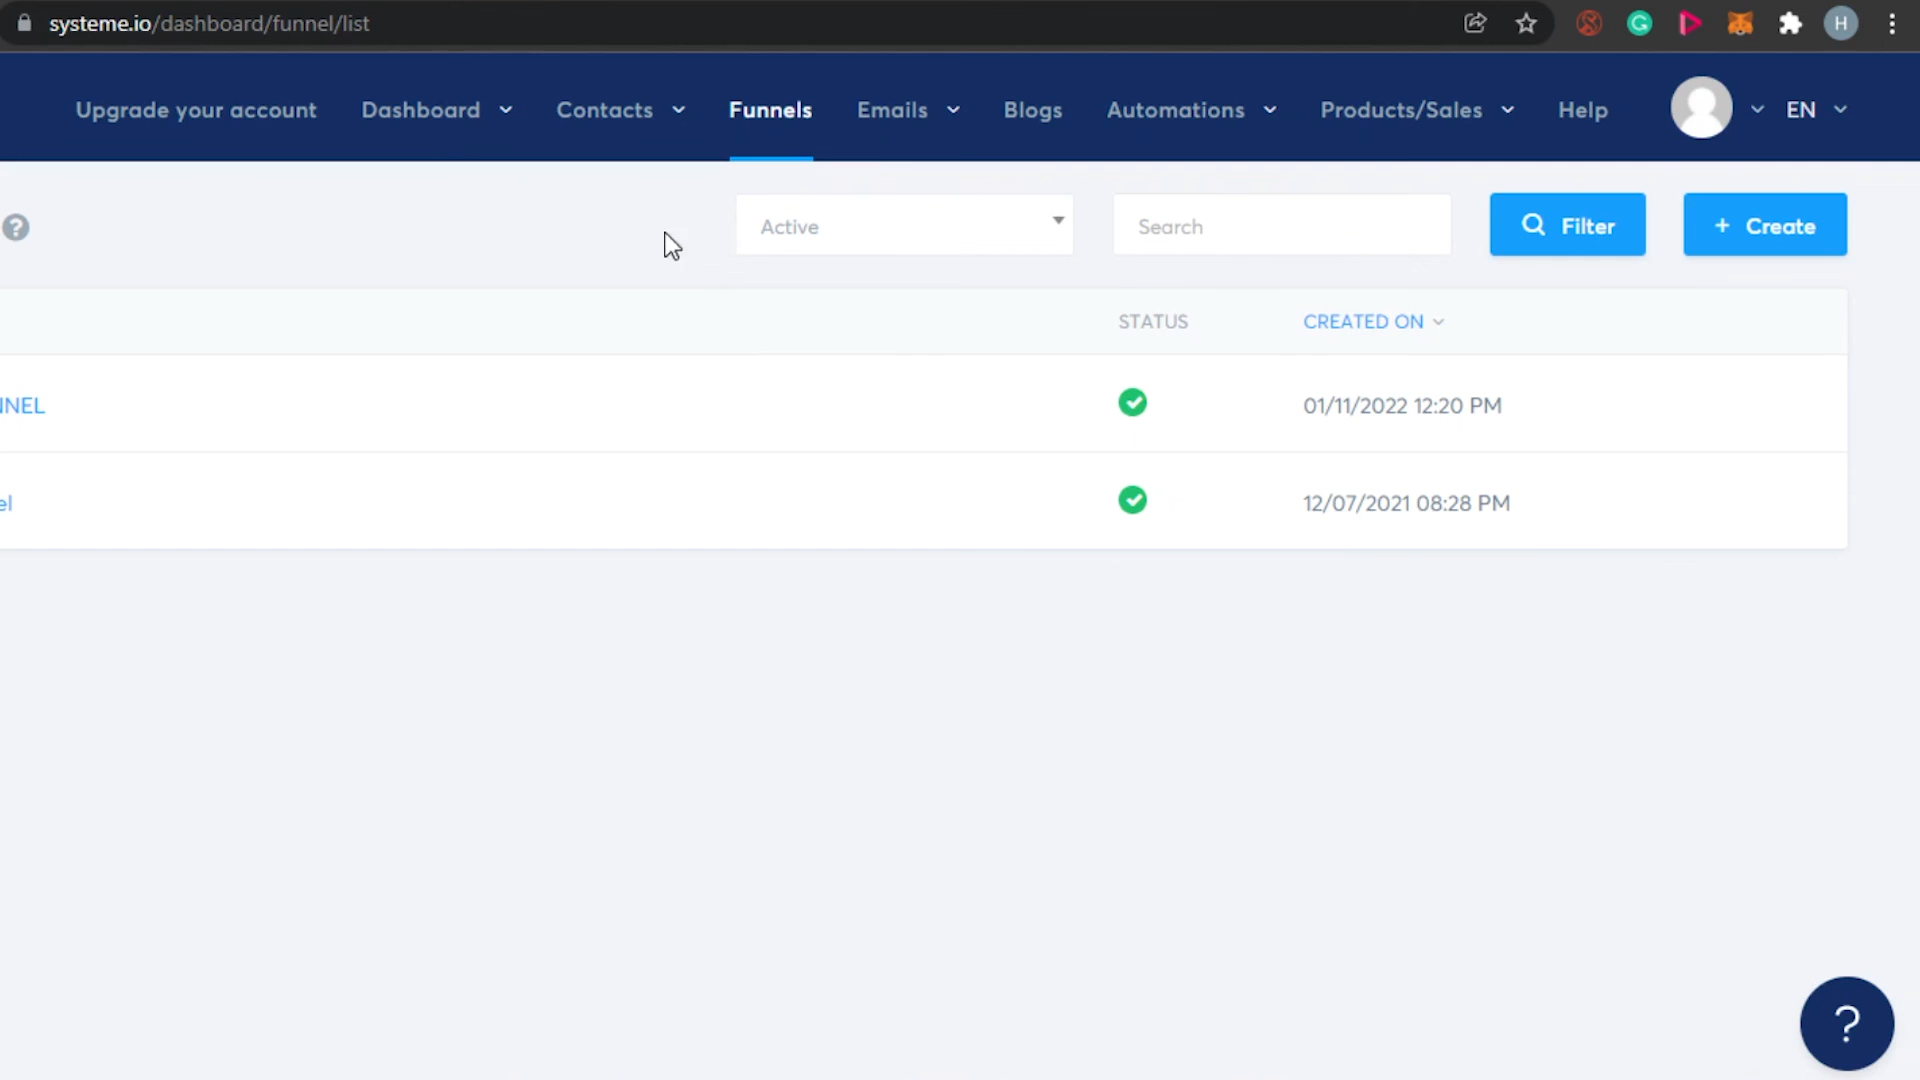 systeme.io/dashboard/funnel/list
H
Upgrade your account Dashboard Contacts Funnels Emails Blogs Automations Products/Sales Help EN
?
Active
Search
Filter
+ Create
STATUS CREATED ON
NNEL 01/11/2022 12:20 PM
el 12/07/2021 08:28 PM
?